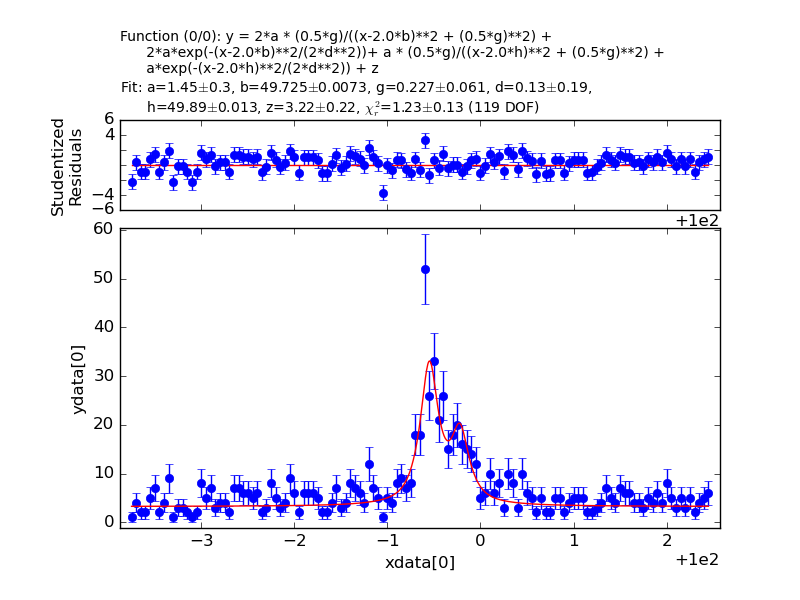 Function (0/0): y = 2*a * (0.5*g)/((x-2.0*b)**2 + (0.5*g)**2) +
2*a*exp(-(x-2.0*b)**2/(2*d**2))+ a * (0.5*g)/((x-2.0*h)**2 + (0.5*g)**2) +
a*exp(-(x-2.0*h)**2/(2*d**2)) + z
Fit: a=1.45±0.3, b=49.725±0.0073, g=0.227±0.061, d=0.13±0.19,
h=49.89±0.013, z=3.22±0.22, χ²ᵣ=1.23±0.13 (119 DOF)
Studentized
Residuals
6
4
−4
−6
+1e2
ydata[0]
60
50
40
30
20
10
0
−3
−2
−1
0
1
2
xdata[0]
+1e2